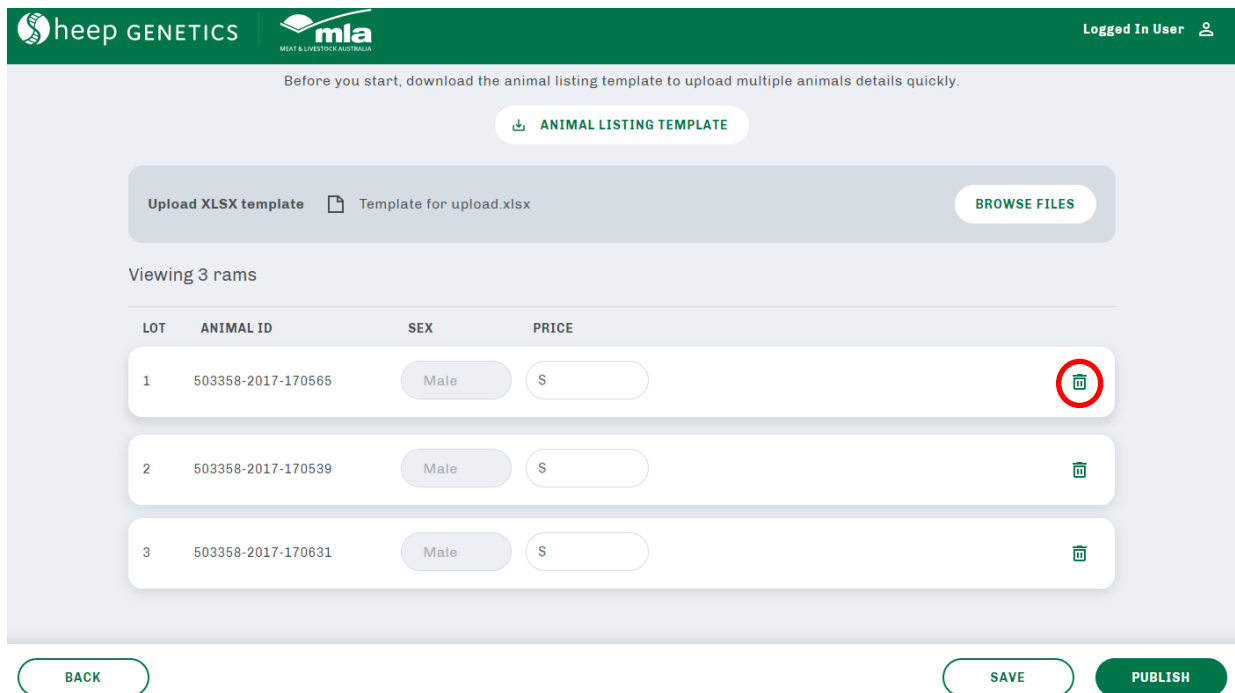 Sheep GENETICS
mla
MEAT & LIVESTOCK AUSTRALIA
Logged In User
Before you start, download the animal listing template to upload multiple animals details quickly.
ANIMAL LISTING TEMPLATE
Upload XLSX template Template for upload.xlsx BROWSE FILES
Viewing 3 rams
LOT ANIMAL ID SEX PRICE
1 503358-2017-170565 Male $
2 503358-2017-170539 Male $
3 503358-2017-170631 Male $
BACK SAVE PUBLISH